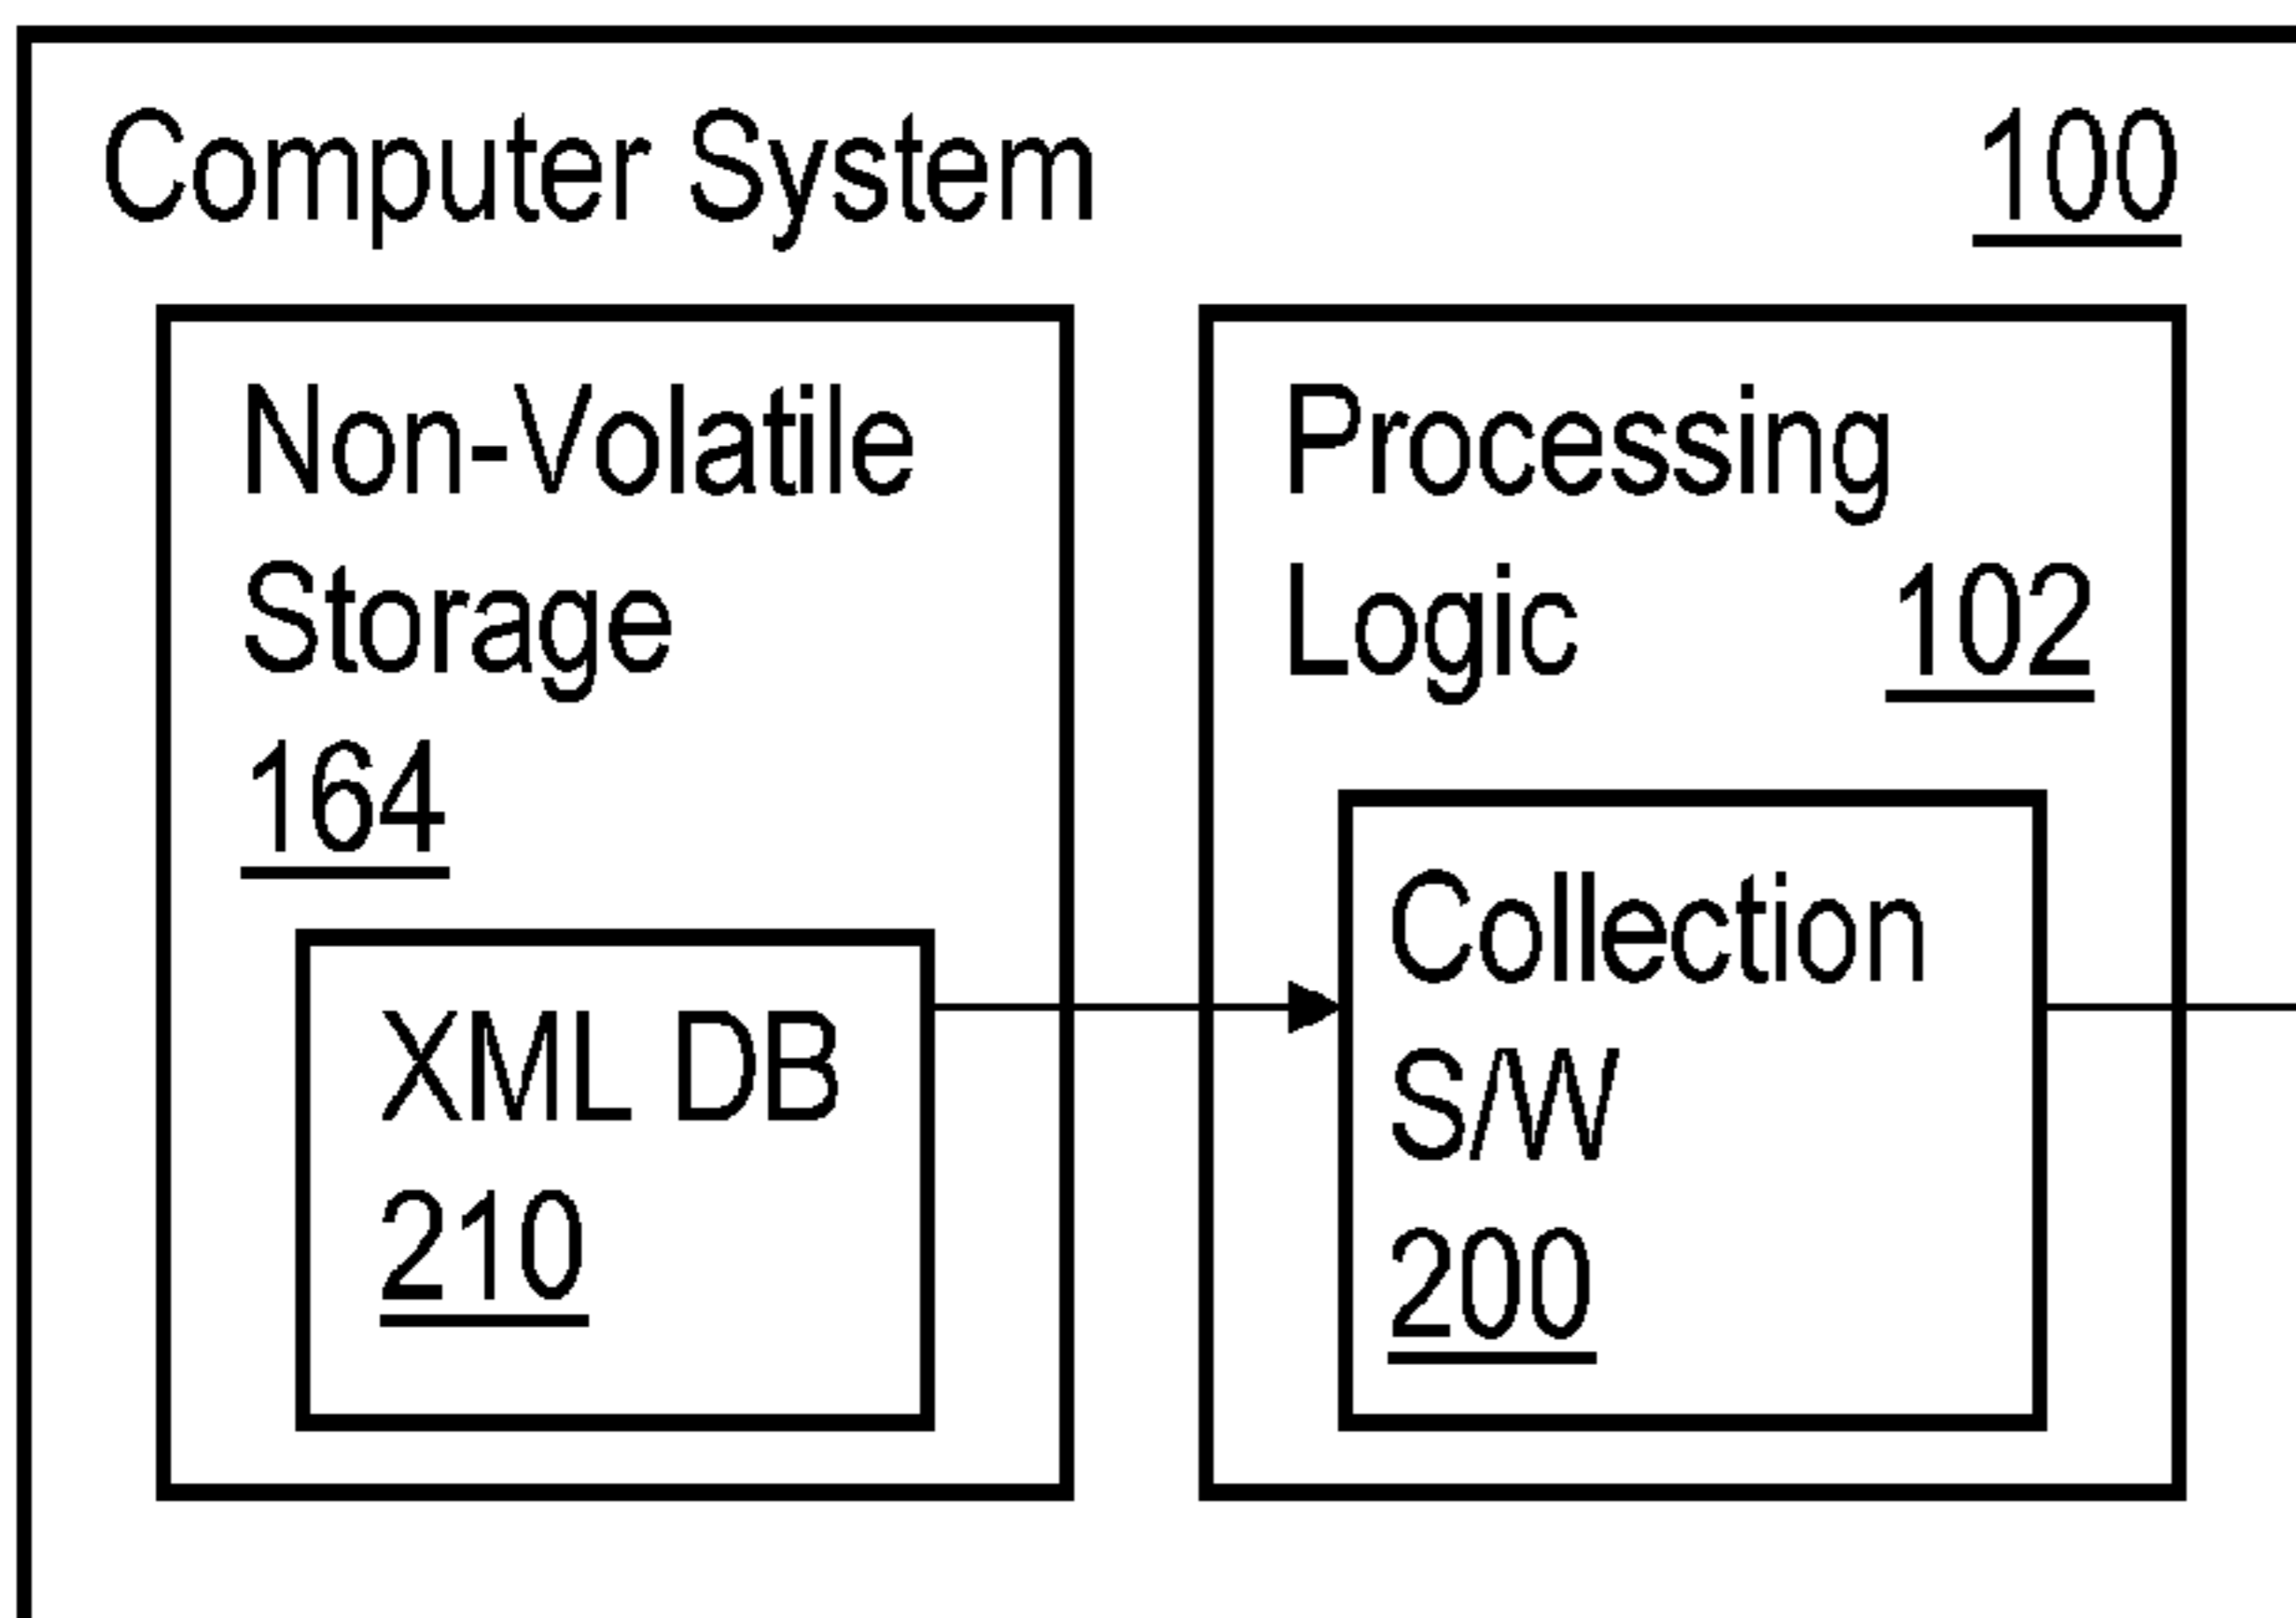 Computer System 100
Non-Volatile
Storage
164
XML DB
210
Processing
Logic 102
Collection
S/W
200